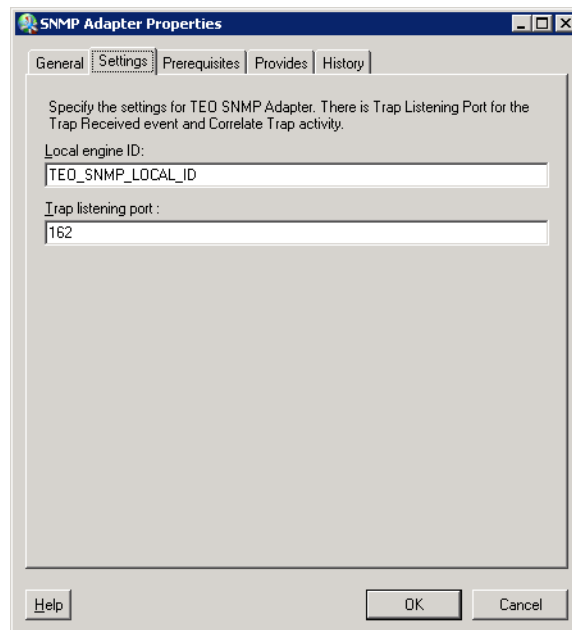 SNMP Adapter Properties
General Settings Prerequisites Provides History
Specify the settings for TEO SNMP Adapter. There is Trap Listening Port for the
Trap Received event and Correlate Trap activity.
Local engine ID:
TEO_SNMP_LOCAL_ID
Trap listening port :
162
Help OK Cancel